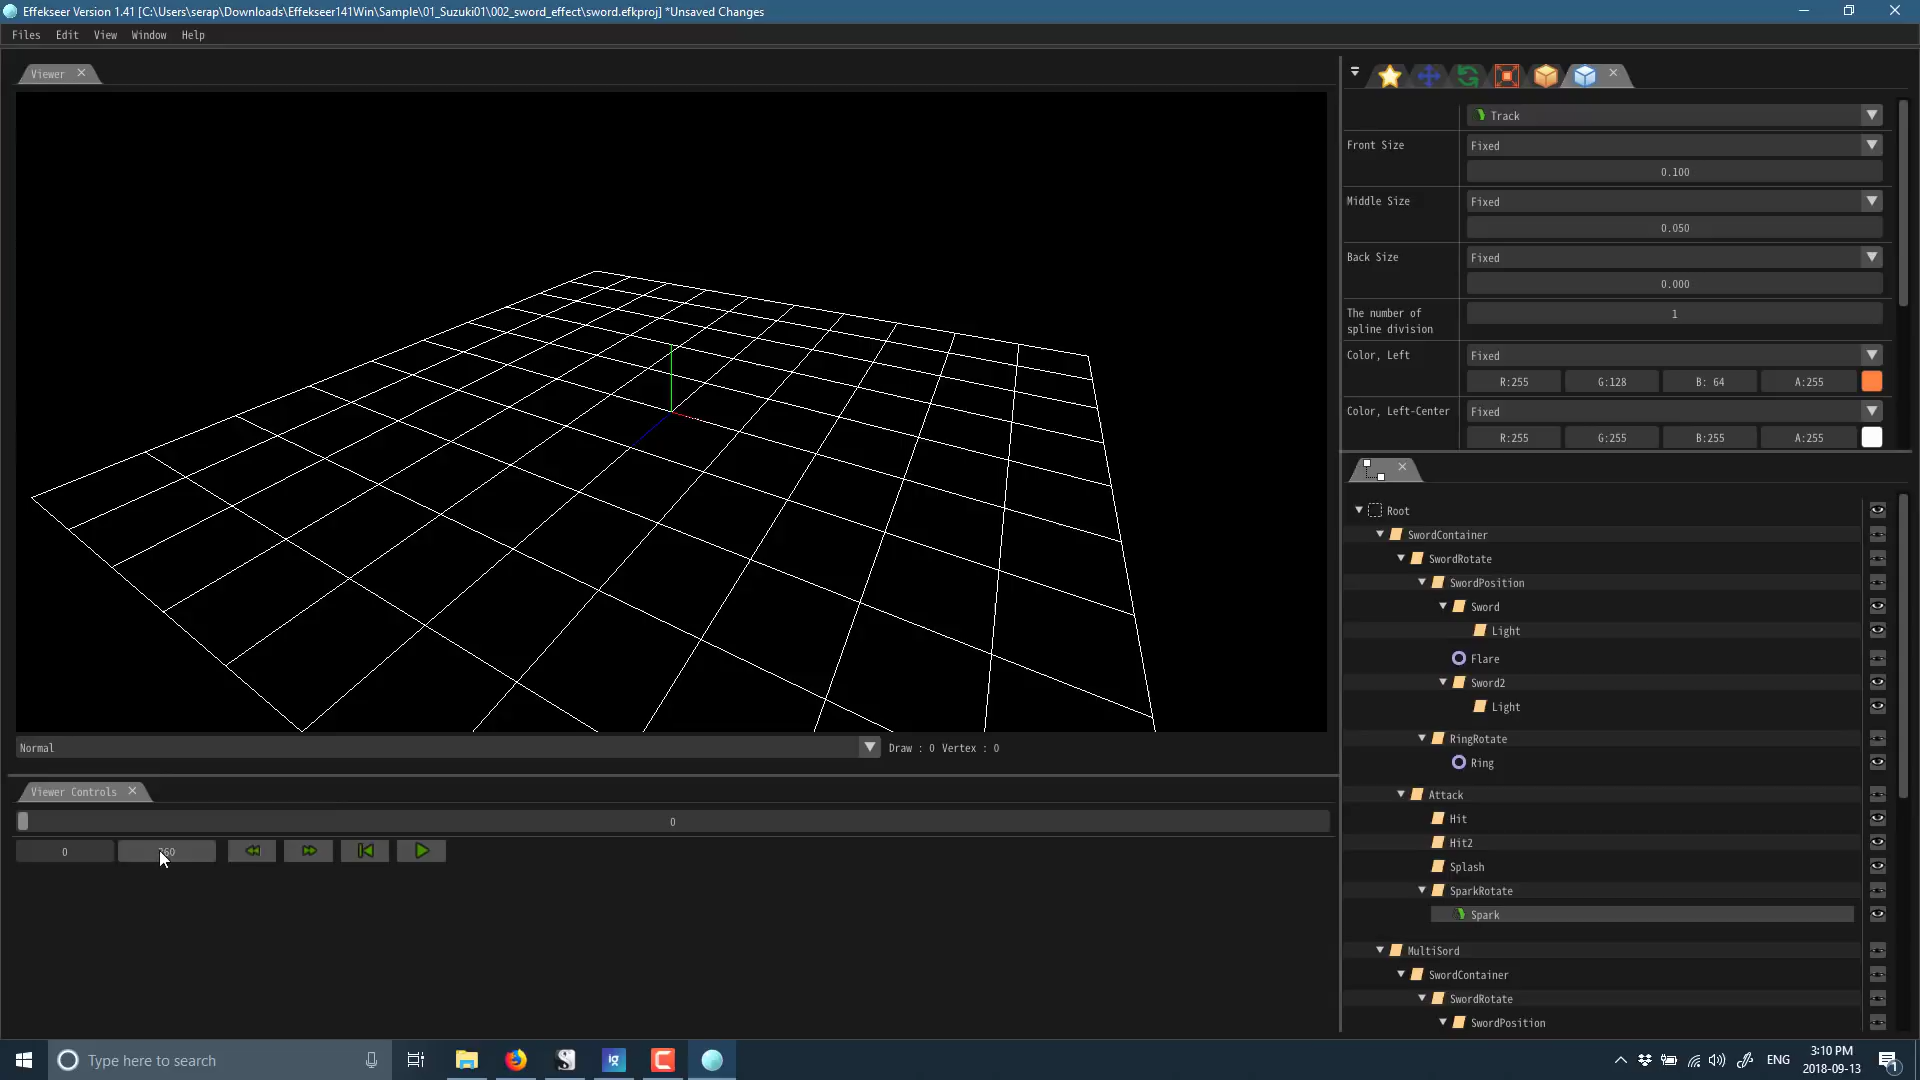 Effekseer Version 1.41 [C:\Users\serap\Downloads\Effekseer141Win\Sample\01_Suzuki01\002_sword_effect\sword.efkproj] *Unsaved Changes
Files Edit View Window Help
Viewer
Track
Front Size Fixed
0.100
Middle Size Fixed
0.050
Back Size Fixed
0.000
The number of
spline division
1
Color, Left Fixed
R:255 G:128 B: 64 A:255
Color, Left-Center Fixed
R:255 G:255 B:255 A:255
Normal Draw : 0 Vertex : 0
Viewer Controls
0
0
Root
SwordContainer
SwordRotate
SwordPosition
Sword
Light
Flare
Sword2
Light
RingRotate
Ring
Attack
Hit
Hit2
Splash
SparkRotate
Spark
MultiSord
SwordContainer
SwordRotate
SwordPosition
Type here to search
ig
ENG
3:10 PM
2018-09-13
1